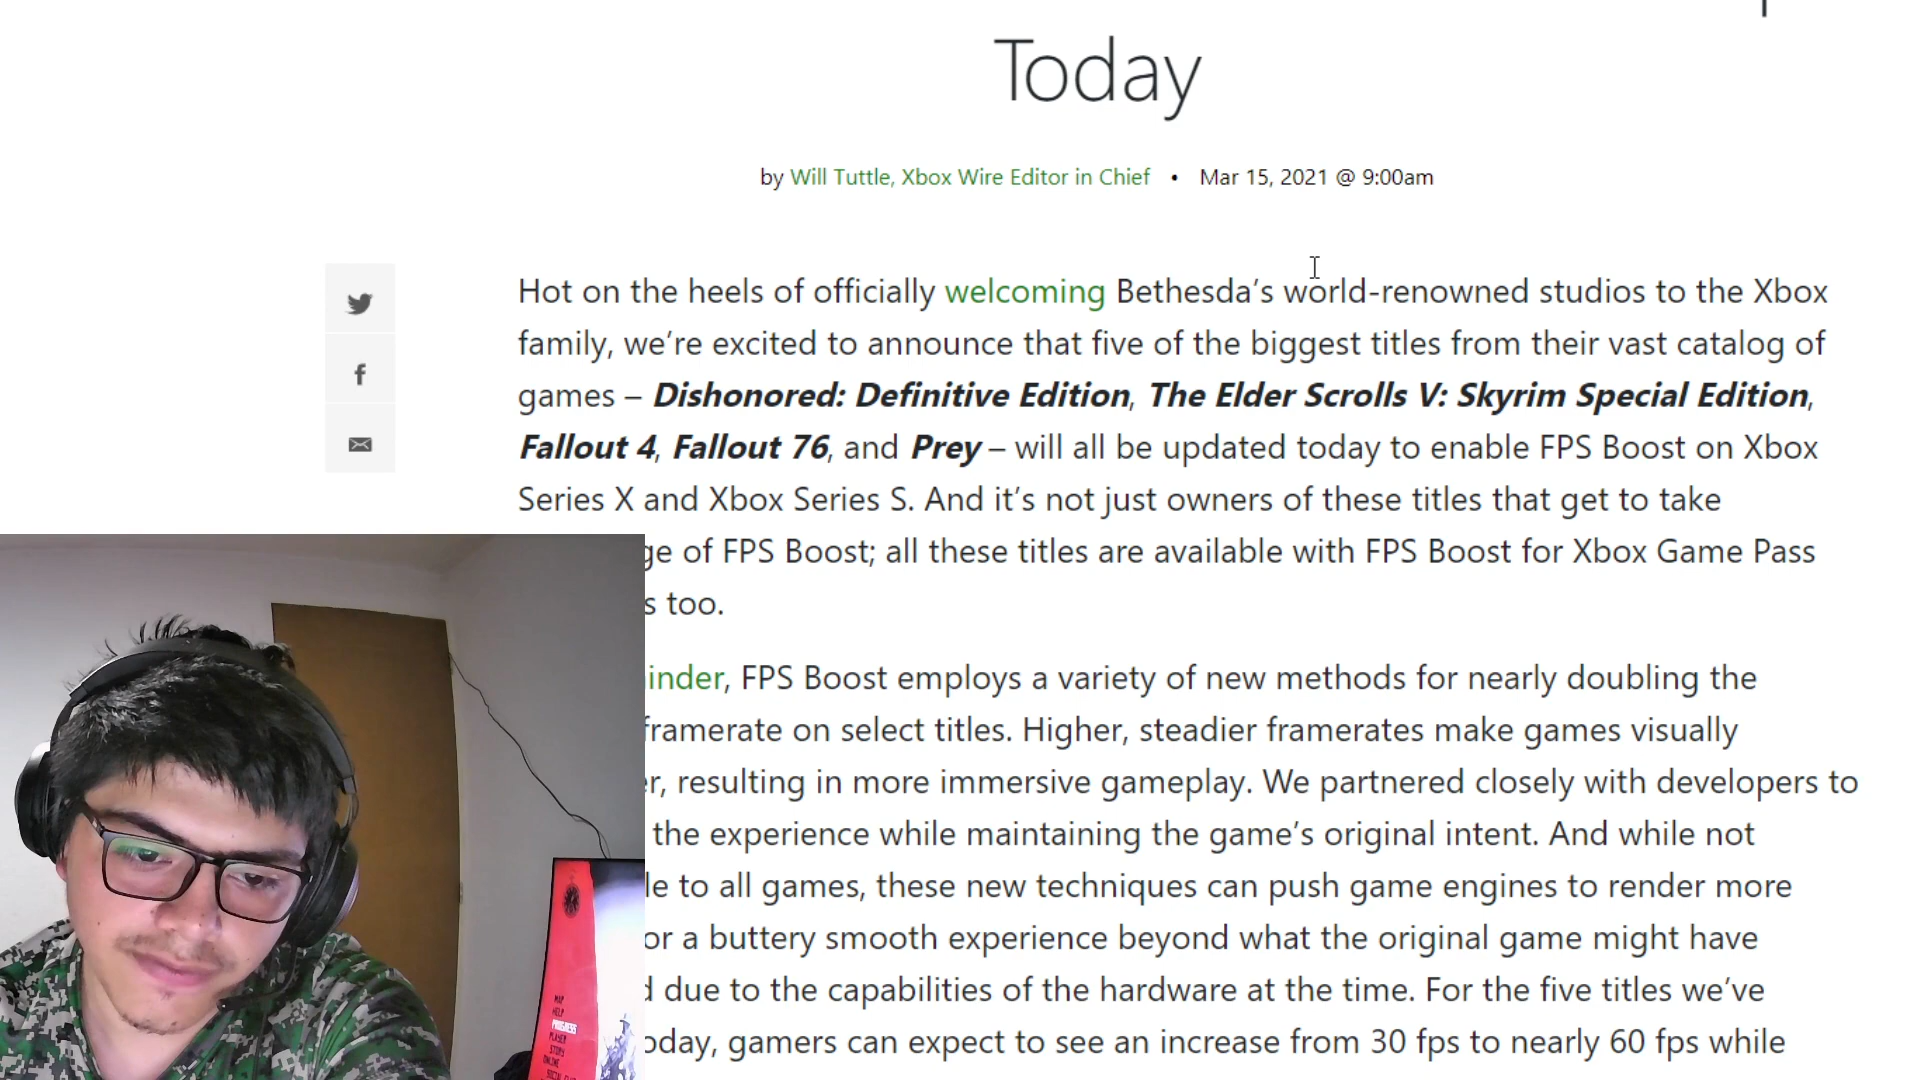 Today
by Will Tuttle, Xbox Wire Editor in Chief • Mar 15, 2021 @ 9:00am
Hot on the heels of officially welcoming Bethesda’s world-renowned studios to the Xbox
family, we’re excited to announce that five of the biggest titles from their vast catalog of
games – Dishonored: Definitive Edition, The Elder Scrolls V: Skyrim Special Edition,
Fallout 4, Fallout 76, and Prey – will all be updated today to enable FPS Boost on Xbox
Series X and Xbox Series S. And it’s not just owners of these titles that get to take
ge of FPS Boost; all these titles are available with FPS Boost for Xbox Game Pass
s too.
inder, FPS Boost employs a variety of new methods for nearly doubling the
framerate on select titles. Higher, steadier framerates make games visually
er, resulting in more immersive gameplay. We partnered closely with developers to
the experience while maintaining the game’s original intent. And while not
le to all games, these new techniques can push game engines to render more
or a buttery smooth experience beyond what the original game might have
d due to the capabilities of the hardware at the time. For the five titles we’ve
oday, gamers can expect to see an increase from 30 fps to nearly 60 fps while
MAP
HELP
PROGRESS
PLAYER
STORY
ONLINE
SOCIAL CLUB